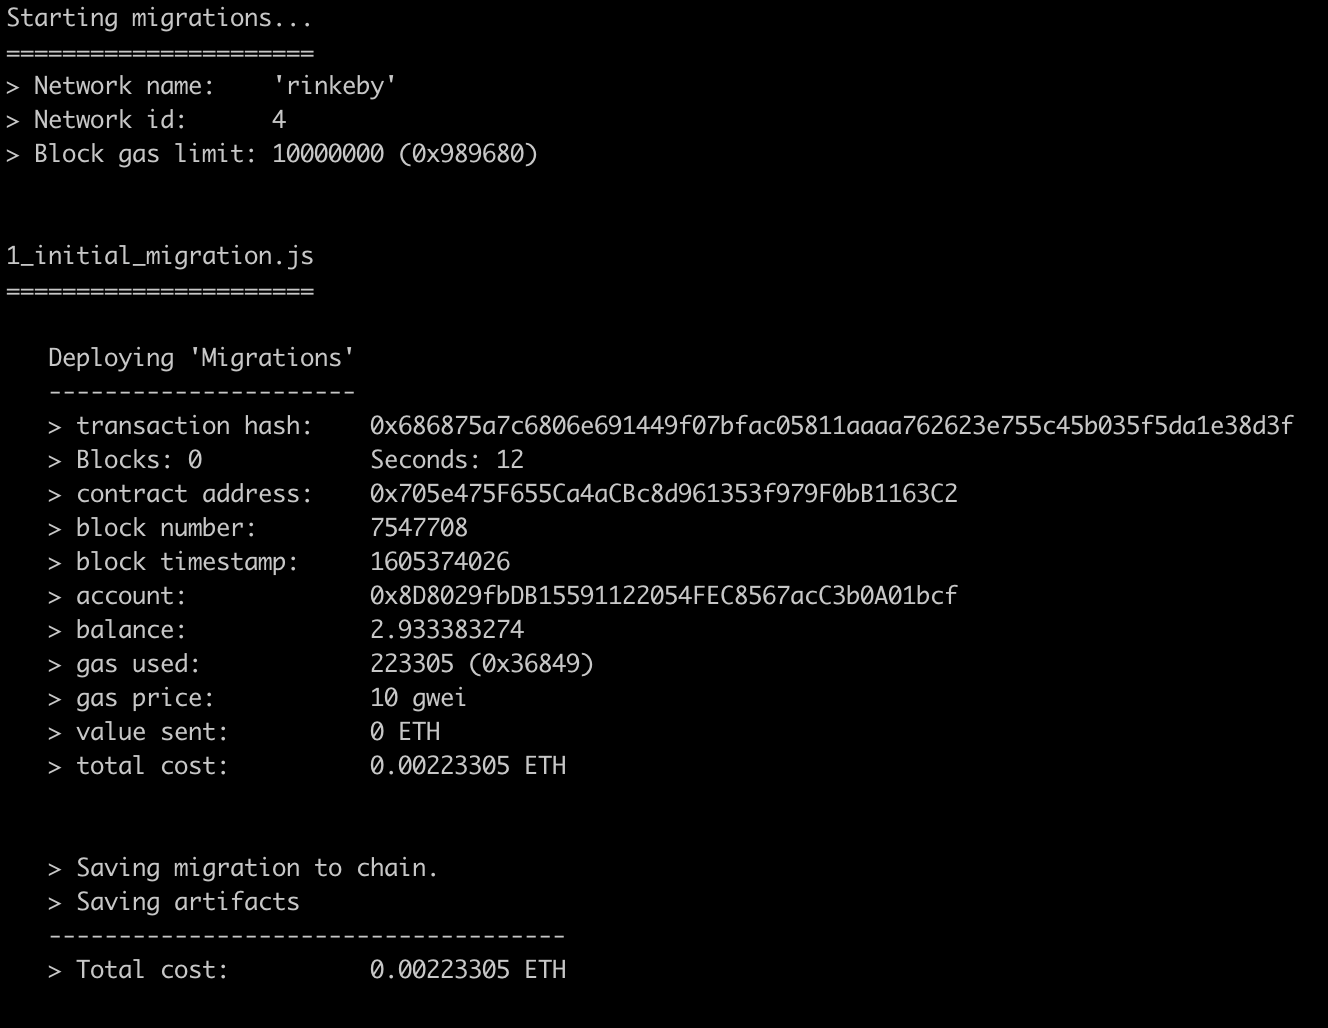 Starting migrations...
======================
> Network name:    'rinkeby'
> Network id:      4
> Block gas limit: 10000000 (0x989680)
1_initial_migration.js
======================
Deploying 'Migrations'
----------------------
> transaction hash:    0x686875a7c6806e691449f07bfac05811aaaa762623e755c45b035f5da1e38d3f
> Blocks: 0            Seconds: 12
> contract address:    0x705e475F655Ca4aCBc8d961353f979F0bB1163C2
> block number:        7547708
> block timestamp:     1605374026
> account:             0x8D8029fbDB15591122054FEC8567acC3b0A01bcf
> balance:             2.933383274
> gas used:            223305 (0x36849)
> gas price:           10 gwei
> value sent:          0 ETH
> total cost:          0.00223305 ETH
> Saving migration to chain.
> Saving artifacts
-------------------------------------
> Total cost:          0.00223305 ETH